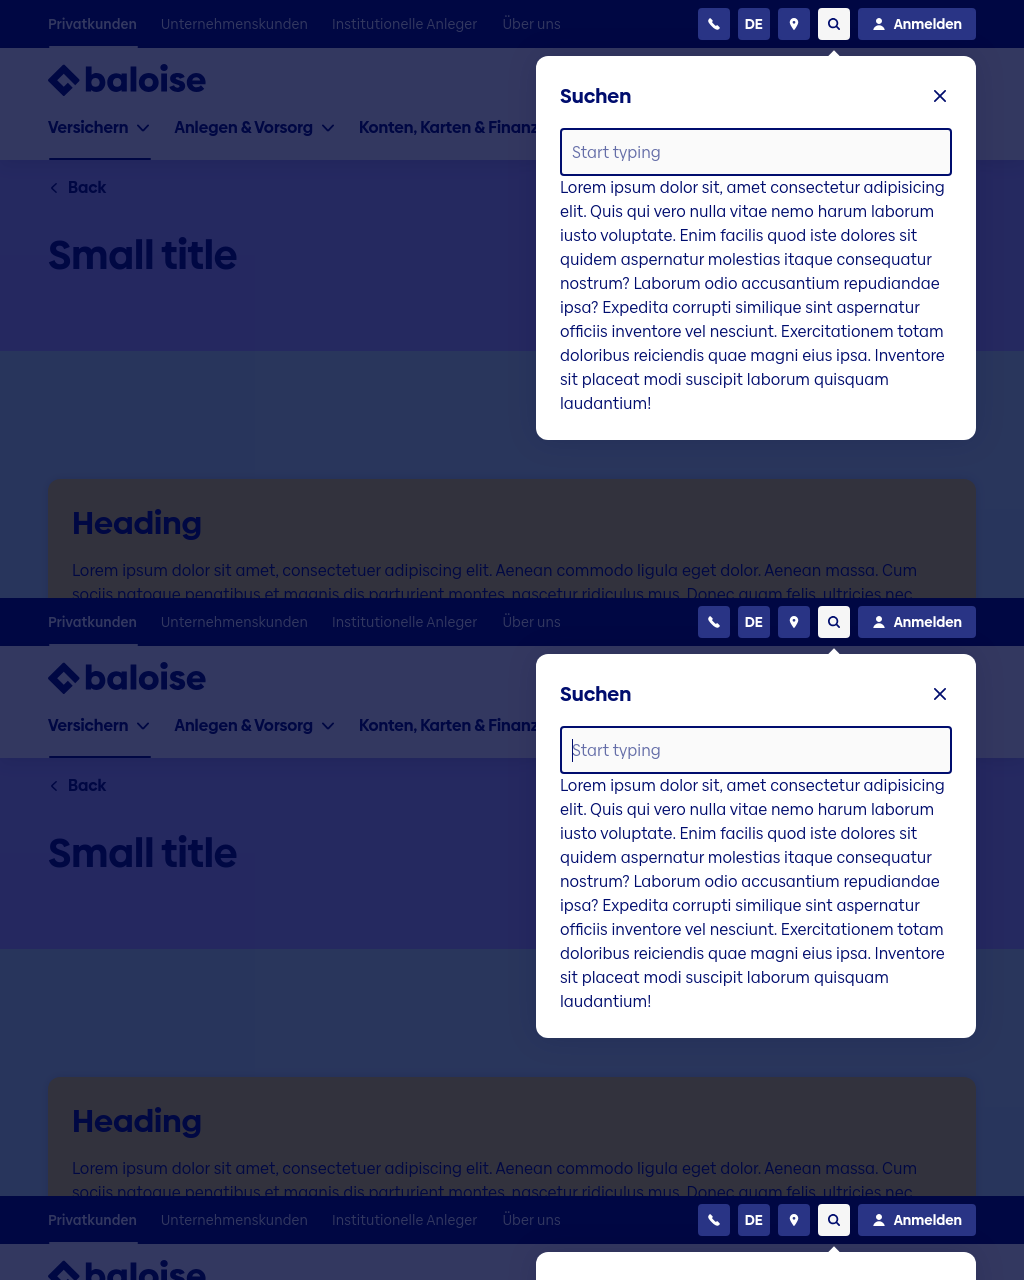 Privatkunden Unternehmenskunden Institutionelle Anleger Über uns DE Anmelden
baloise
Suchen
Versichern Anlegen & Vorsorg Konten, Karten & Finanz
Start typing
Back
Small title
Lorem ipsum dolor sit, amet consectetur adipisicing
elit. Quis qui vero nulla vitae nemo harum laborum
iusto voluptate. Enim facilis quod iste dolores sit
quidem aspernatur molestias itaque consequatur
nostrum? Laborum odio accusantium repudiandae
ipsa? Expedita corrupti similique sint aspernatur
officiis inventore vel nesciunt. Exercitationem totam
doloribus reiciendis quae magni eius ipsa. Inventore
sit placeat modi suscipit laborum quisquam
laudantium!
Heading
Lorem ipsum dolor sit amet, consectetuer adipiscing elit. Aenean commodo ligula eget dolor. Aenean massa. Cum
sociis natoque penatibus et magnis dis parturient montes, nascetur ridiculus mus. Donec quam felis, ultricies nec,
Privatkunden Unternehmenskunden Institutionelle Anleger Über uns DE Anmelden
baloise
Suchen
Versichern Anlegen & Vorsorg Konten, Karten & Finanz
Start typing
Back
Small title
Lorem ipsum dolor sit, amet consectetur adipisicing
elit. Quis qui vero nulla vitae nemo harum laborum
iusto voluptate. Enim facilis quod iste dolores sit
quidem aspernatur molestias itaque consequatur
nostrum? Laborum odio accusantium repudiandae
ipsa? Expedita corrupti similique sint aspernatur
officiis inventore vel nesciunt. Exercitationem totam
doloribus reiciendis quae magni eius ipsa. Inventore
sit placeat modi suscipit laborum quisquam
laudantium!
Heading
Lorem ipsum dolor sit amet, consectetuer adipiscing elit. Aenean commodo ligula eget dolor. Aenean massa. Cum
sociis natoque penatibus et magnis dis parturient montes, nascetur ridiculus mus. Donec quam felis, ultricies nec,
Privatkunden Unternehmenskunden Institutionelle Anleger Über uns DE Anmelden
baloise